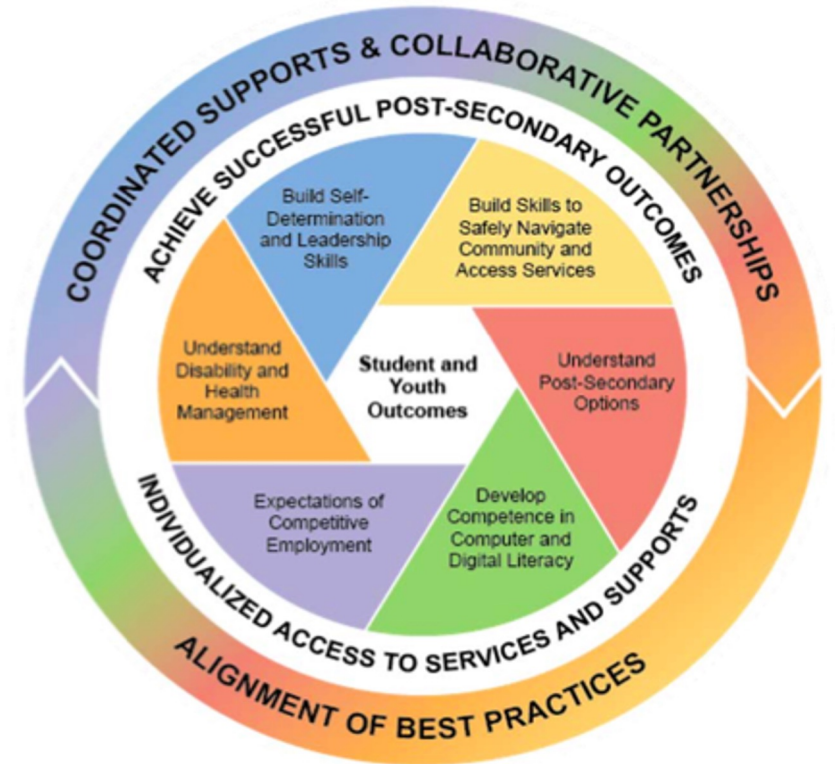 COORDINATED SUPPORTS & COLLABORATIVE PARTNERSHIPS
ACHIEVE SUCCESSFUL POST-SECONDARY OUTCOMES
Build Self-
Determination
and Leadership
Skills
Build Skills to
Safely Navigate
Community and
Access Services
Understand
Disability and
Health
Management
Student and
Youth
Outcomes
Understand
Post-Secondary
Options
Expectations of
Competitive
Employment
Develop
Competence in
Computer and
Digital Literacy
INDIVIDUALIZED ACCESS TO SERVICES AND SUPPORTS
ALIGNMENT OF BEST PRACTICES